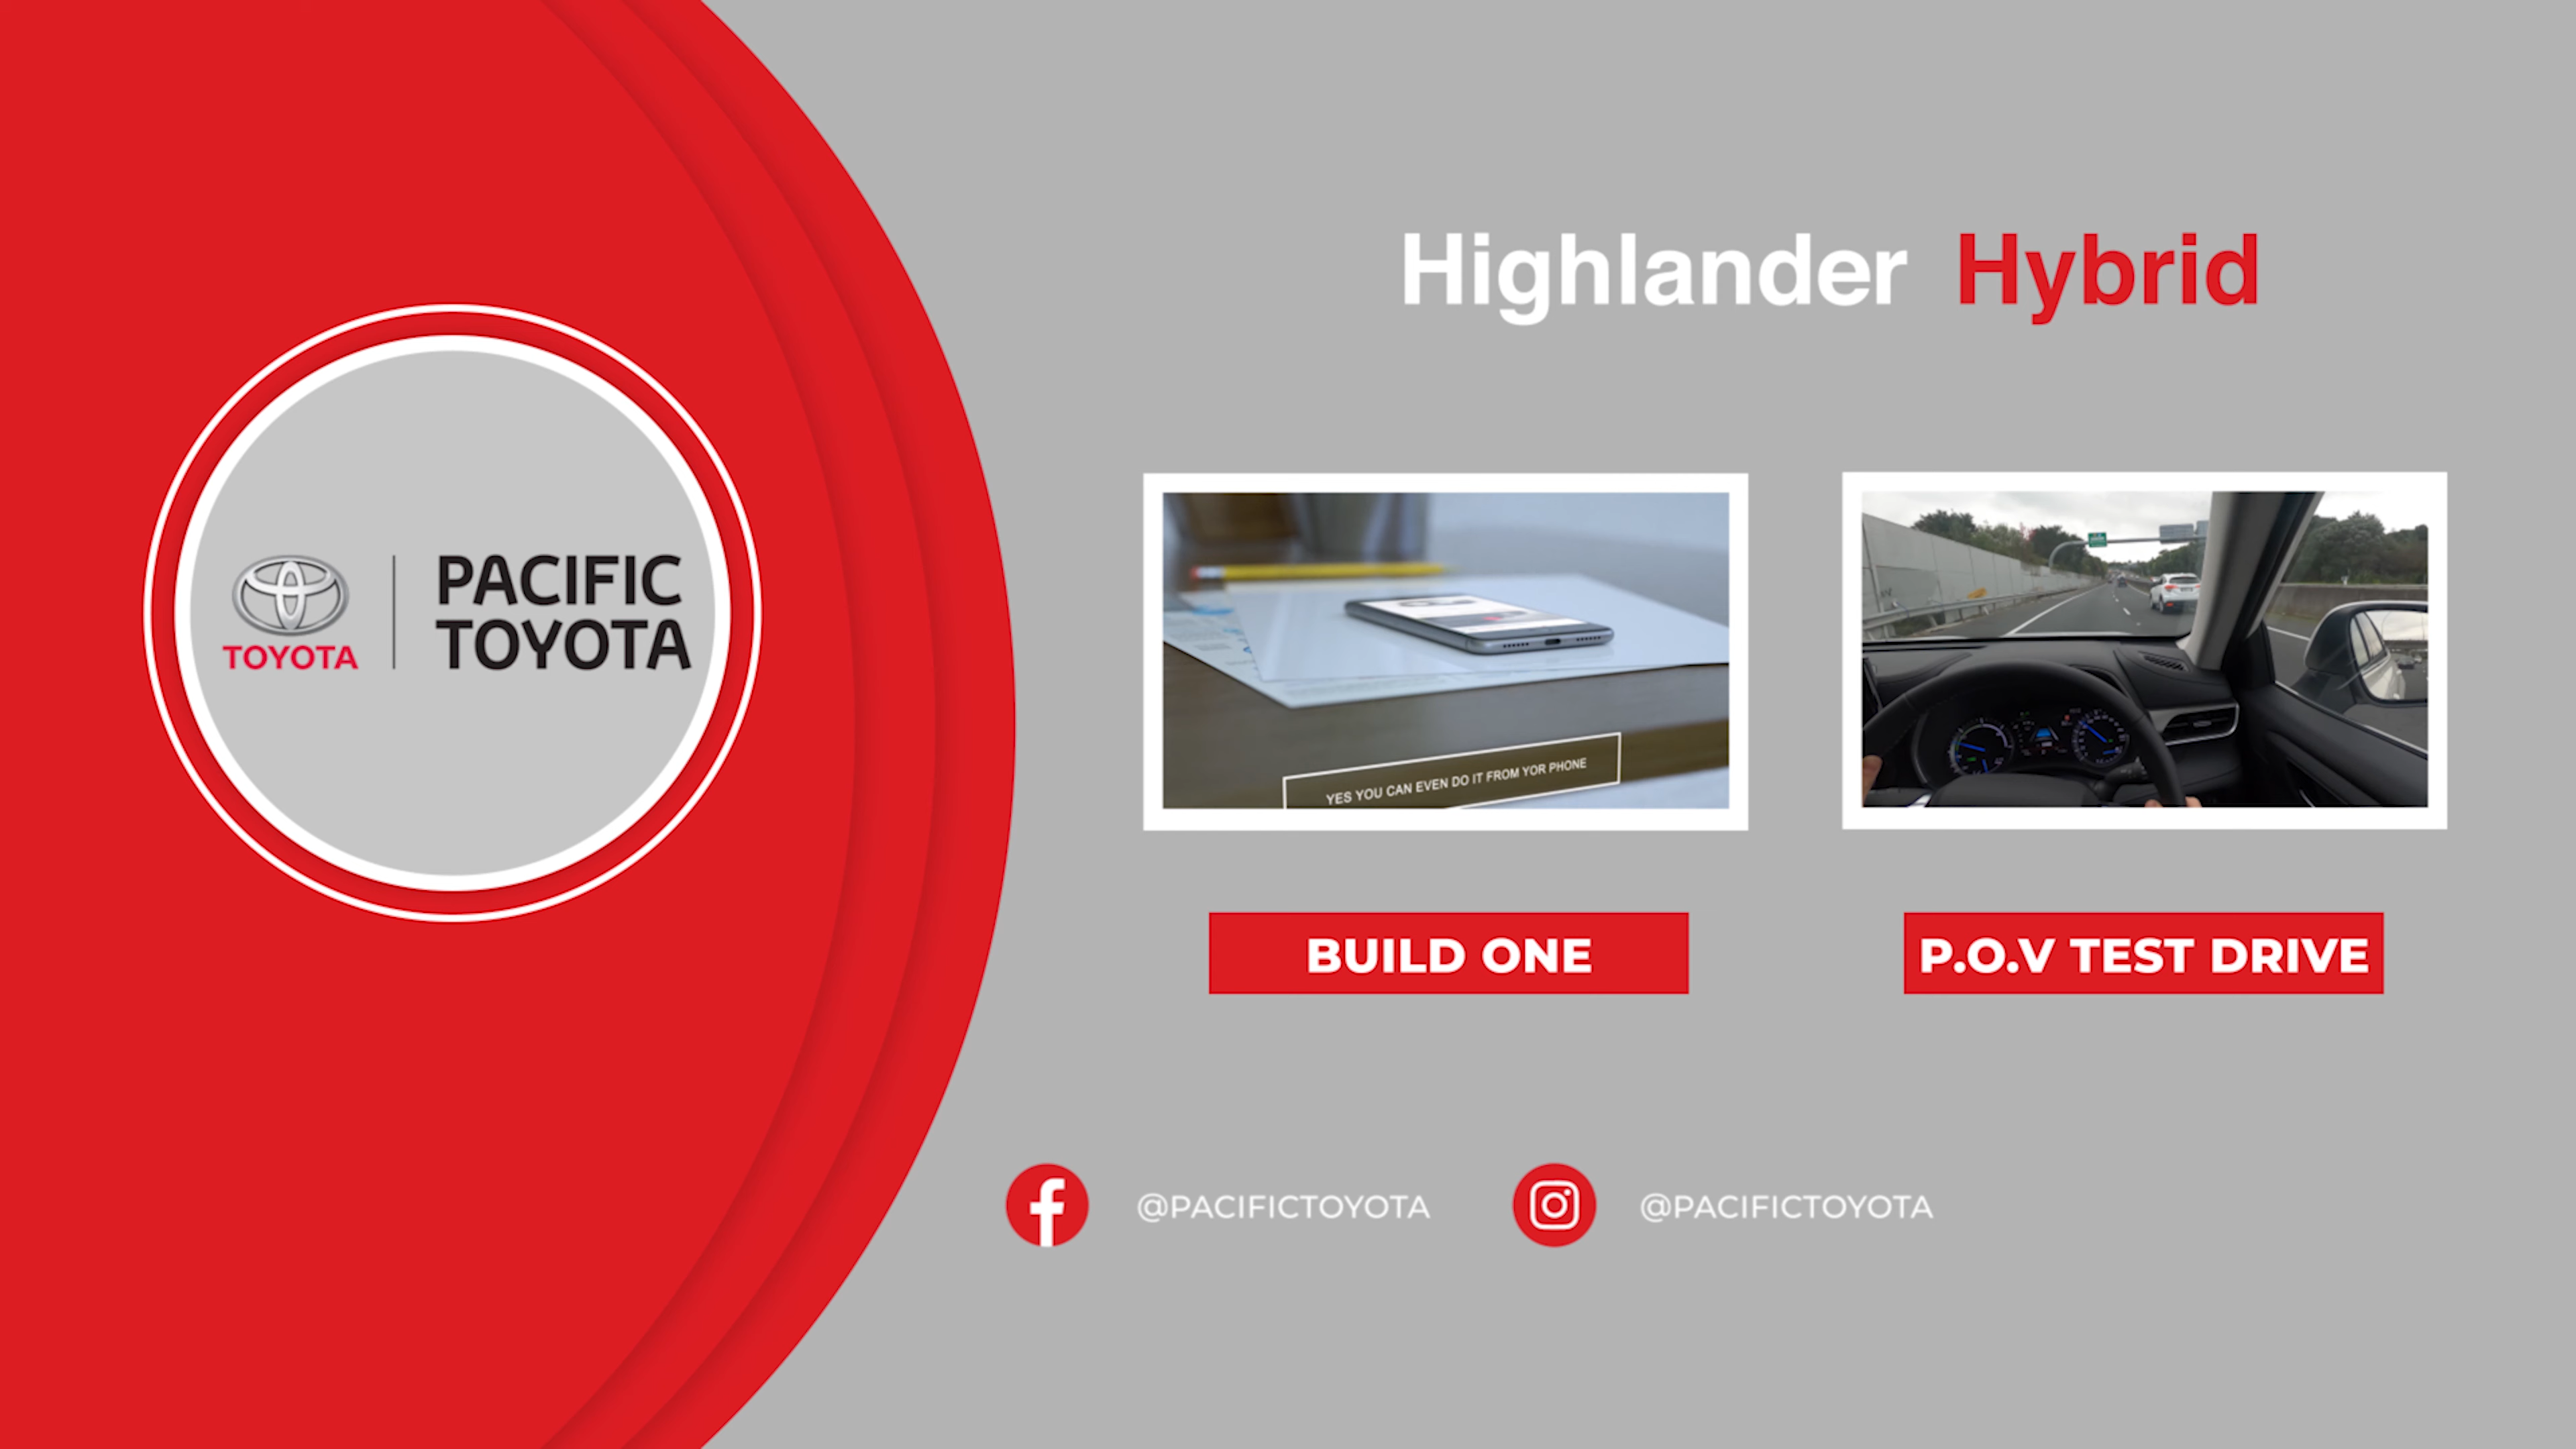 Highlander Hybrid
TOYOTA
PACIFIC
TOYOTA
YES YOU CAN EVEN DO IT FROM YOR PHONE
BUILD ONE
P.O.V TEST DRIVE
@PACIFICTOYOTA
@PACIFICTOYOTA